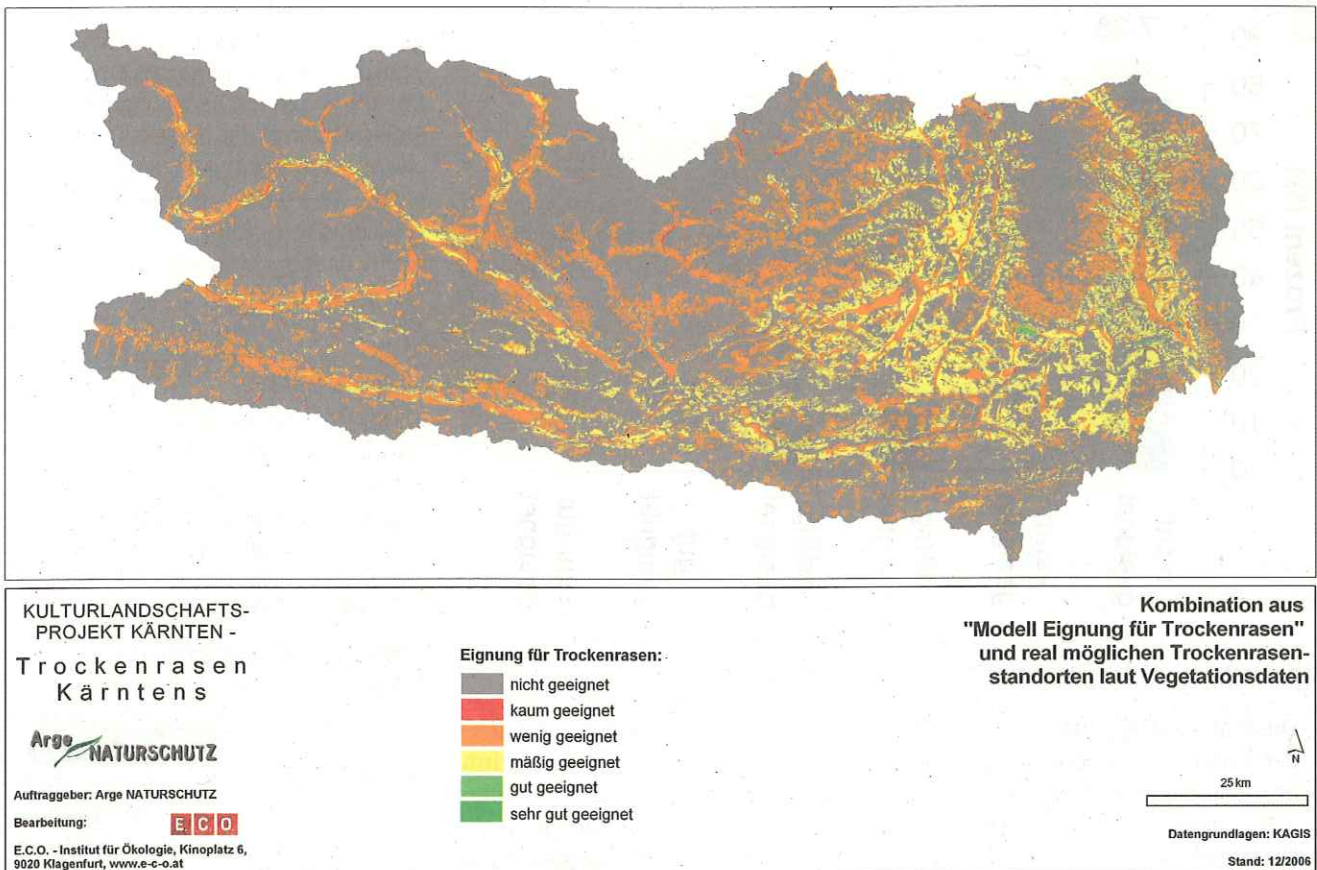 KULTURLANDSCHAFTS-
PROJEKT KÄRNTEN -
Trockenrasen
Kärntens
Arge NATURSCHUTZ
Auftraggeber: Arge NATURSCHUTZ
Bearbeitung:
E C O
E.C.O. - Institut für Ökologie, Kinoplatz 6,
9020 Klagenfurt, www.e-c-o.at
Eignung für Trockenrasen:
nicht geeignet
kaum geeignet
wenig geeignet
mäßig geeignet
gut geeignet
sehr gut geeignet
Kombination aus
"Modell Eignung für Trockenrasen"
und real möglichen Trockenrasen-
standorten laut Vegetationsdaten
N
25 km
Datengrundlagen: KAGIS
Stand: 12/2006